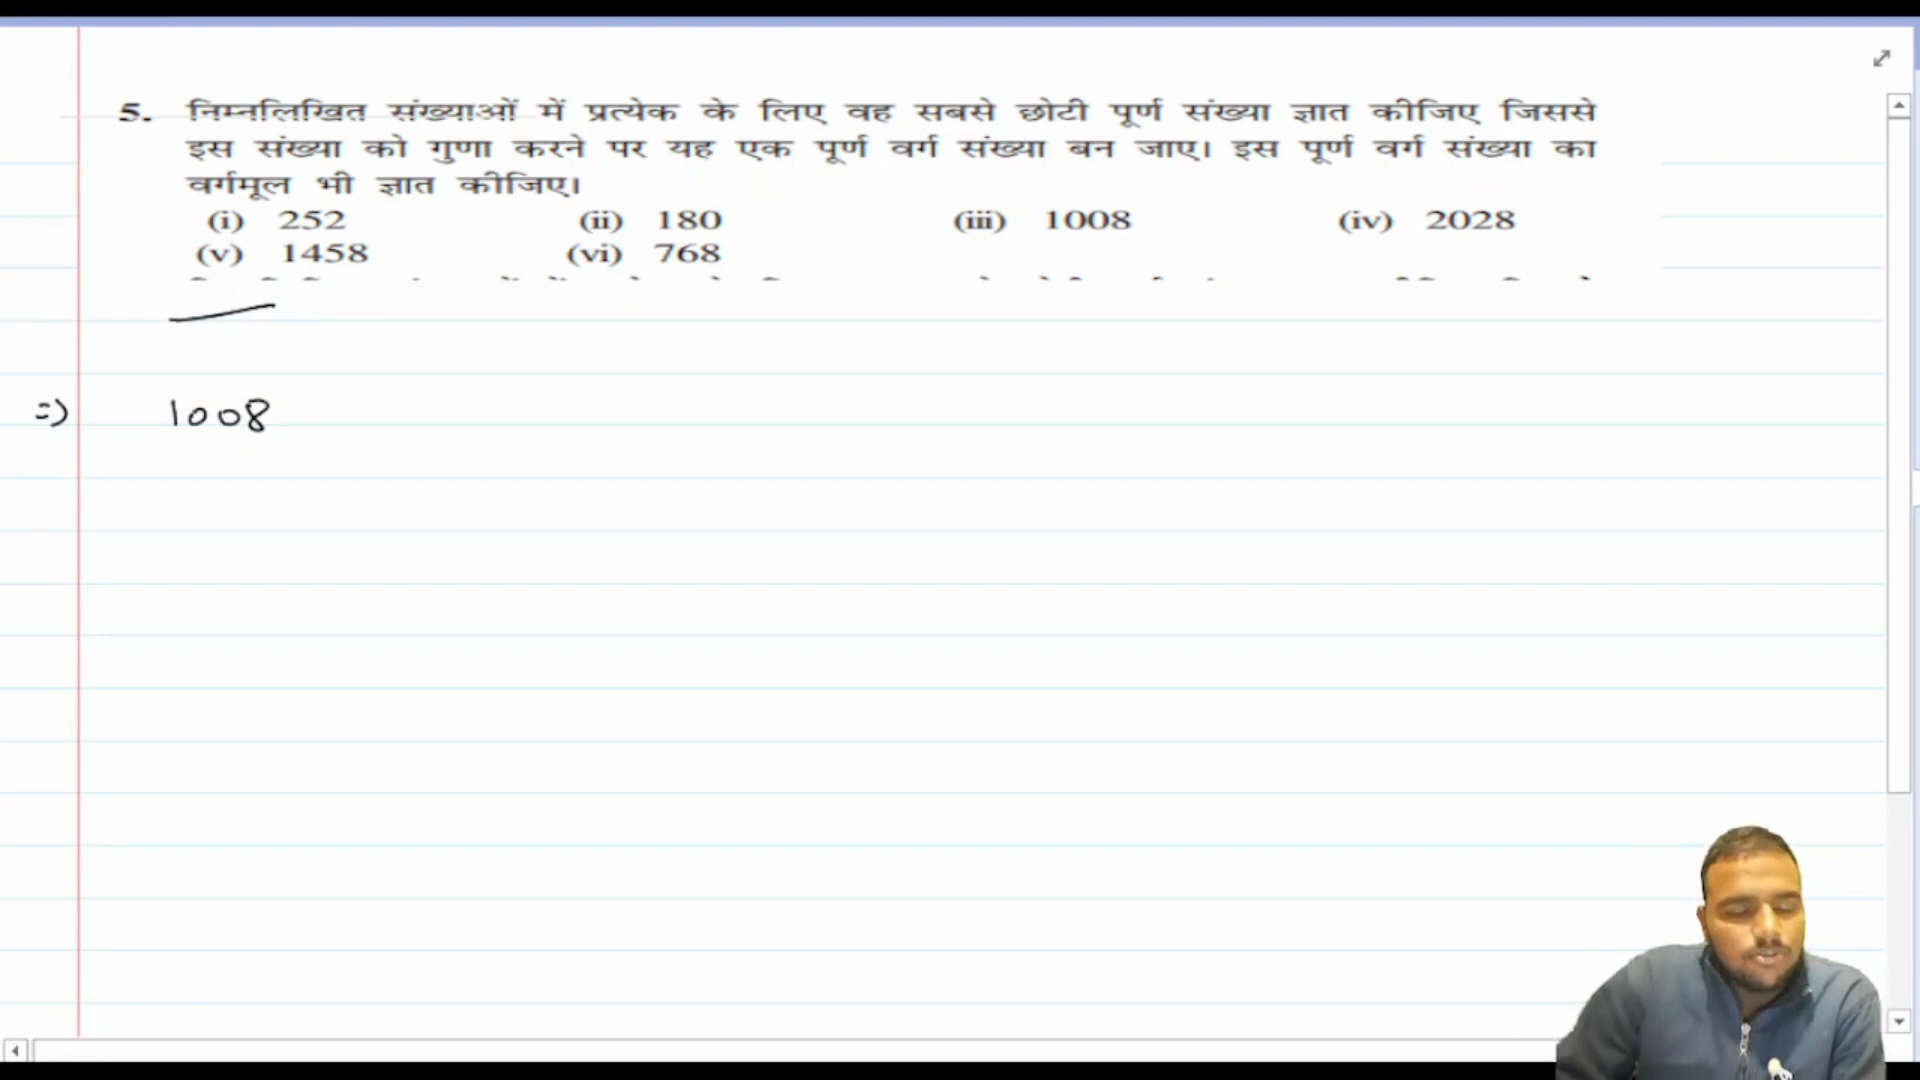 5. निम्नलिखित संख्याओं में प्रत्येक के लिए वह सबसे छोटी पूर्ण संख्या ज्ञात कीजिए जिससे
इस संख्या को गुणा करने पर यह एक पूर्ण वर्ग संख्या बन जाए। इस पूर्ण वर्ग संख्या का
वर्गमूल भी ज्ञात कीजिए।
(i) 252 (ii) 180 (iii) 1008 (iv) 2028
(v) 1458 (vi) 768
=) 1008